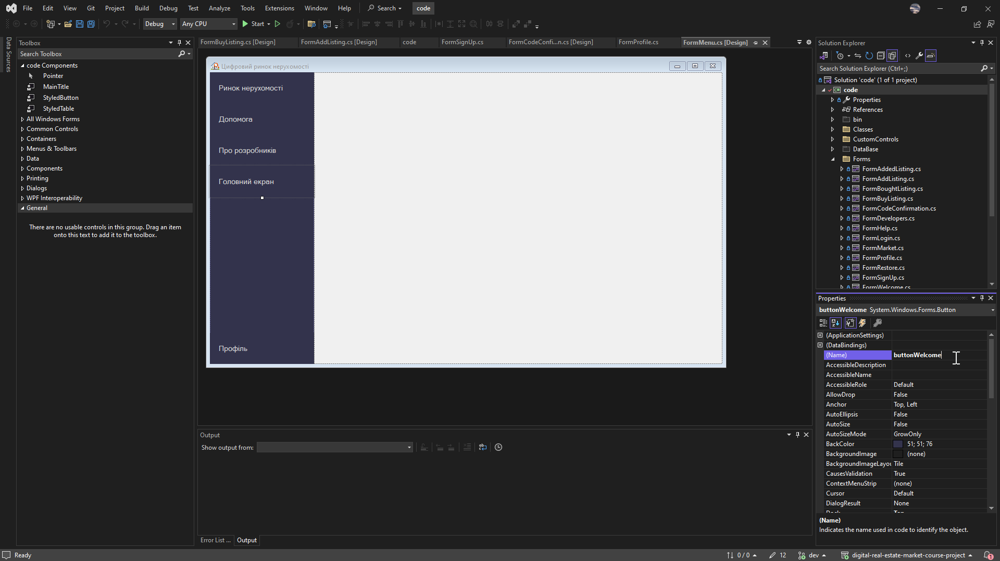 File Edit View Git Project Build Debug Test Analyze Tools Extensions Window Help Search code
Debug Any CPU Start
Data Sources
Toolbox
Search Toolbox
code Components
Pointer
MainTitle
StyledButton
StyledTable
All Windows Forms
Common Controls
Containers
Menus & Toolbars
Data
Components
Printing
Dialogs
WPF Interoperability
General
There are no usable controls in this group. Drag an item
onto this text to add it to the toolbox.
FormBuyListing.cs [Design] FormAddListing.cs [Design] code FormSignUp.cs FormCodeConfi...n.cs [Design] FormProfile.cs FormMenu.cs [Design]
Цифровий ринок нерухомості
Ринок нерухомості
Допомога
Про розробників
Головний екран
Профіль
Output
Show output from:
Error List ... Output
Solution Explorer
Search Solution Explorer (Ctrl+;)
Solution 'code' (1 of 1 project)
code
Properties
References
bin
Classes
CustomControls
DataBase
Forms
FormAddedListing.cs
FormAddListing.cs
FormBoughtListing.cs
FormBuyListing.cs
FormCodeConfirmation.cs
FormDevelopers.cs
FormHelp.cs
FormLogin.cs
FormMarket.cs
FormProfile.cs
FormRestore.cs
FormSignUp.cs
FormWelcome.cs
Properties
buttonWelcome System.Windows.Forms.Button
(ApplicationSettings)
(DataBindings)
(Name) buttonWelcome
AccessibleDescription
AccessibleName
AccessibleRole Default
AllowDrop False
Anchor Top, Left
AutoEllipsis False
AutoSize False
AutoSizeMode GrowOnly
BackColor 51; 51; 76
BackgroundImage (none)
BackgroundImageLayou Tile
CausesValidation True
ContextMenuStrip (none)
Cursor Default
DialogResult None
Dock Top
(Name)
Indicates the name used in code to identify the object.
Ready 0 / 0 12 dev digital-real-estate-market-course-project 1